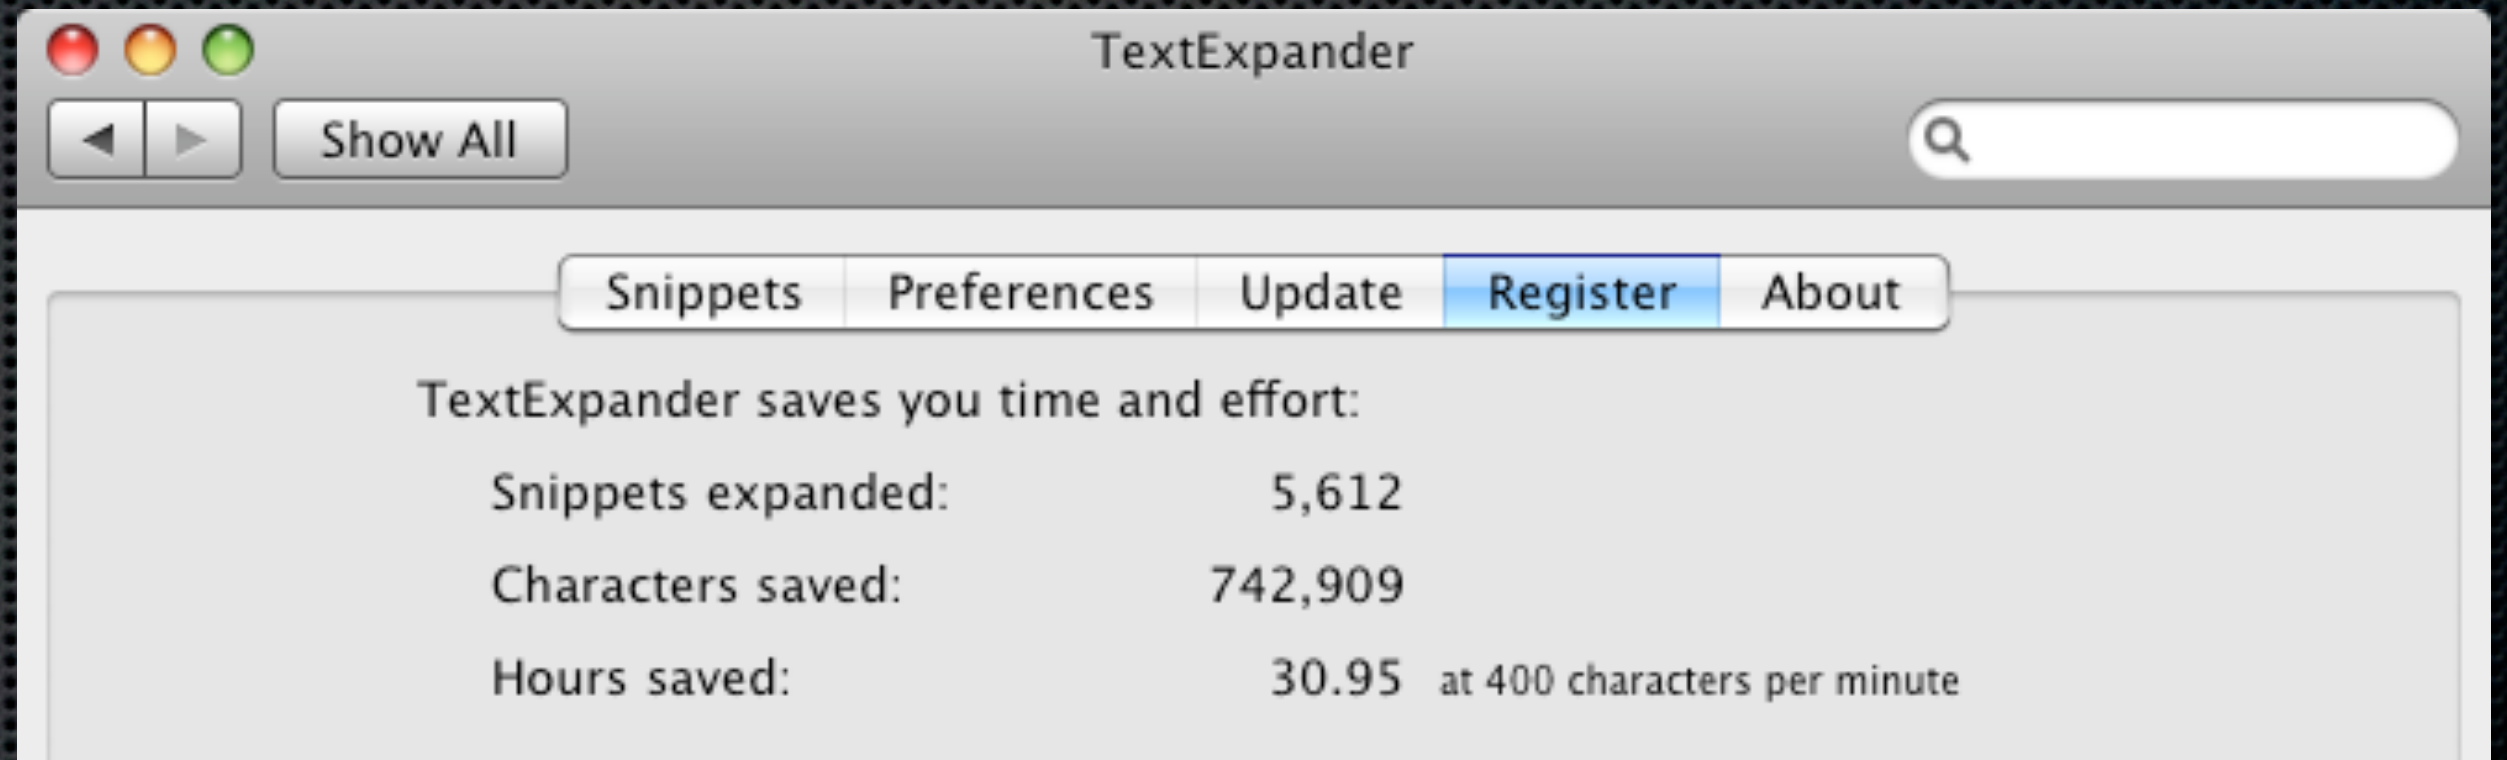 TextExpander
Show All
Snippets Preferences Update Register About
TextExpander saves you time and effort:
Snippets expanded: 5,612
Characters saved: 742,909
Hours saved: 30.95 at 400 characters per minute